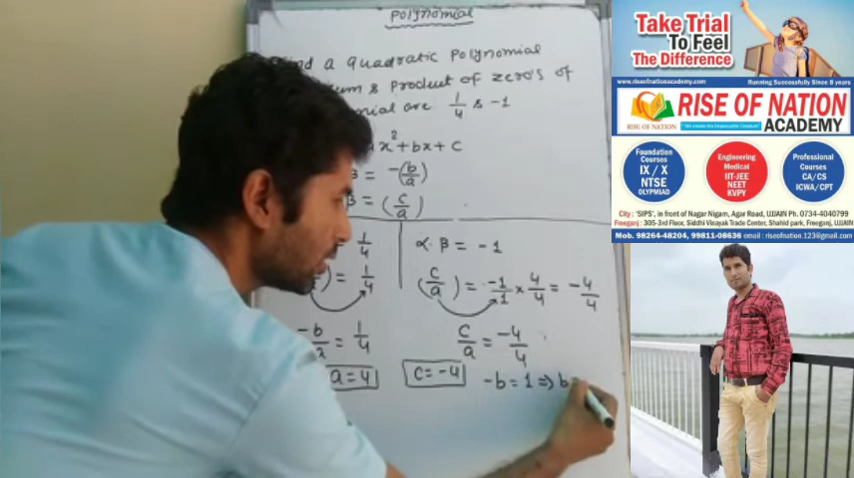 Polynomial
a Quadratic Polynomial
& Product of zero's of
are 1/4 & -1
x² + bx + c
= -(b/a)
= (c/a)
= 1/4
) = 1/4
-b/a = 1/4
a = 4
α·β = -1
(c/a) = -1/1 × 4/4 = -4/4
c/a = -4/4
c = -4
-b = 1 ⇒ b
Take Trial
To Feel
The Difference
www.riseofnationacademy.com
Running Successfully Since 8 years
RISE OF NATION
ACADEMY
RISE OF NATION
Foundation
Courses
IX / X
NTSE
OLYMPIAD
Engineering
Medical
IIT-JEE
NEET
KVPY
Professional
Courses
CA/CS
ICWA/CPT
City : 'SIPS', in front of Nagar Nigam, Agar Road, UJJAIN Ph. 0734-4040799
Freeganj : 305-3rd Floor, Siddhi Vinayak Trade Center, Shahid park, Freeganj, UJJAIN
Mob. 98264-48204, 99811-08636 email : riseofnation.123@gmail.com